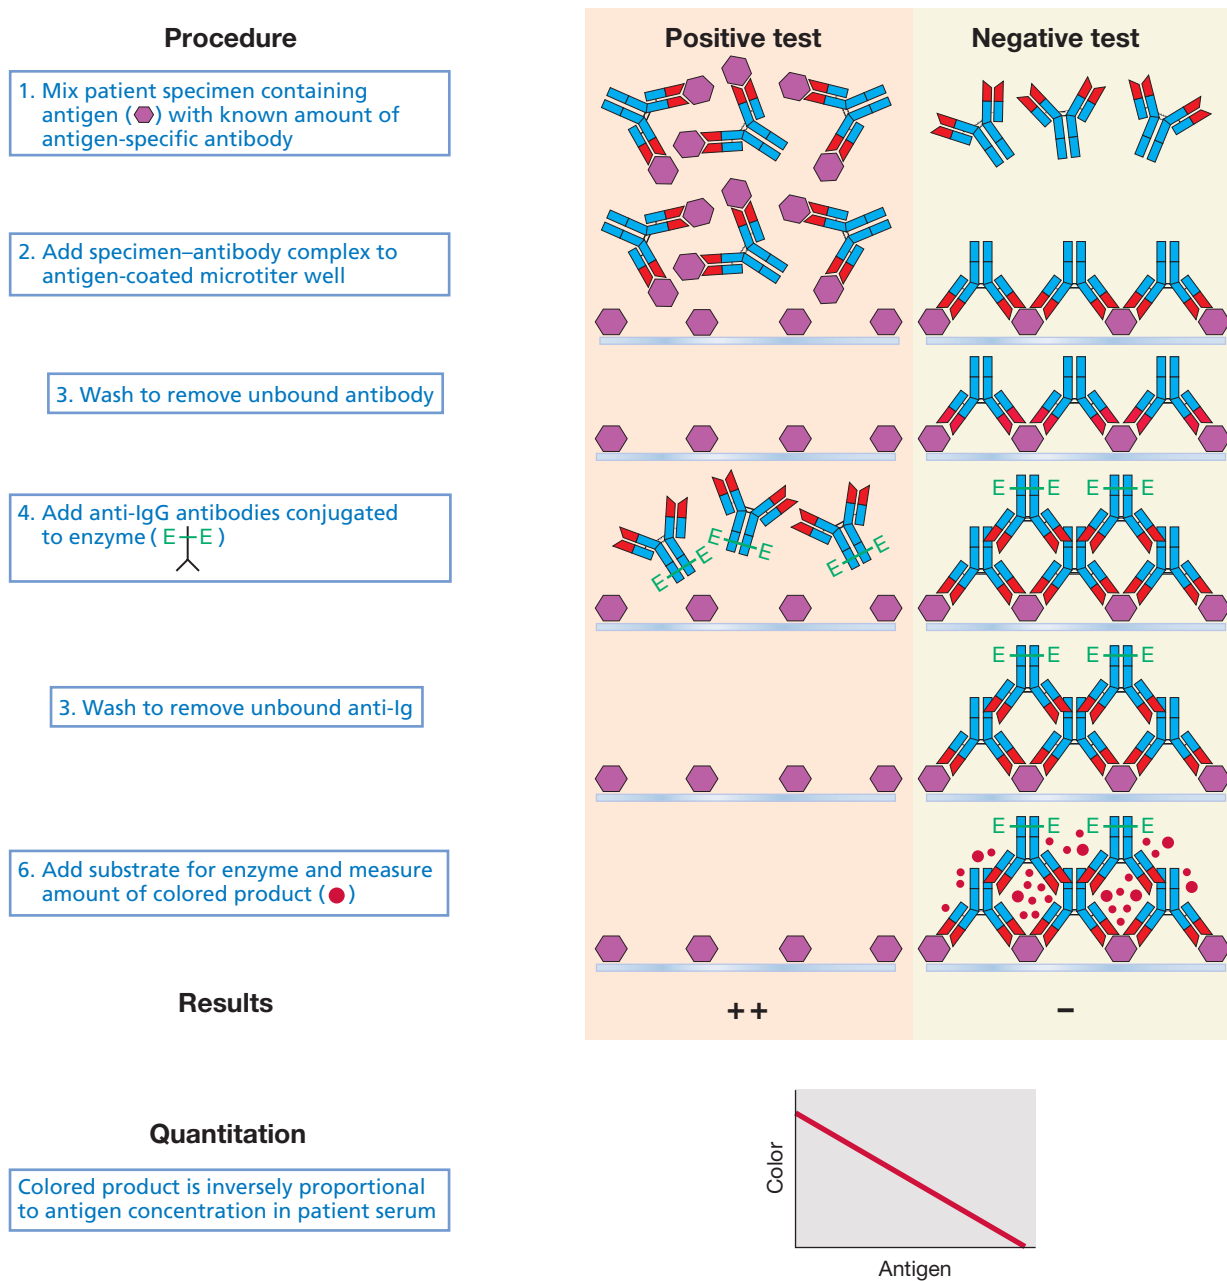 Procedure
Positive test
Negative test
1. Mix patient specimen containing
antigen ( ) with known amount of
antigen-specific antibody
2. Add specimen–antibody complex to
antigen-coated microtiter well
3. Wash to remove unbound antibody
4. Add anti-IgG antibodies conjugated
to enzyme ( E E )
E E E E
E E E E E E
3. Wash to remove unbound anti-Ig
E E E E
6. Add substrate for enzyme and measure
amount of colored product ( )
E E E E
Results
++
–
Quantitation
Colored product is inversely proportional
to antigen concentration in patient serum
Color
Antigen